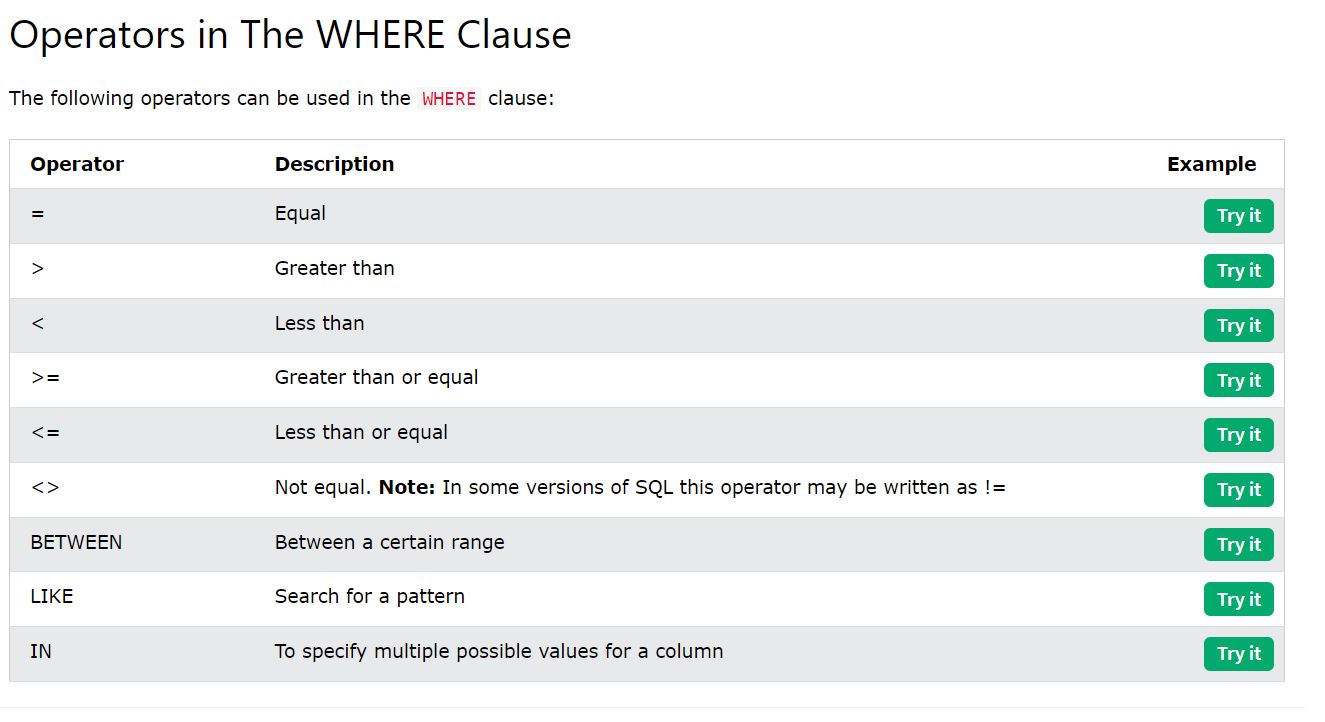 Operators in The WHERE Clause
The following operators can be used in the WHERE clause:
Operator Description Example
= Equal Try it
> Greater than Try it
< Less than Try it
>= Greater than or equal Try it
<= Less than or equal Try it
<> Not equal. Note: In some versions of SQL this operator may be written as != Try it
BETWEEN Between a certain range Try it
LIKE Search for a pattern Try it
IN To specify multiple possible values for a column Try it